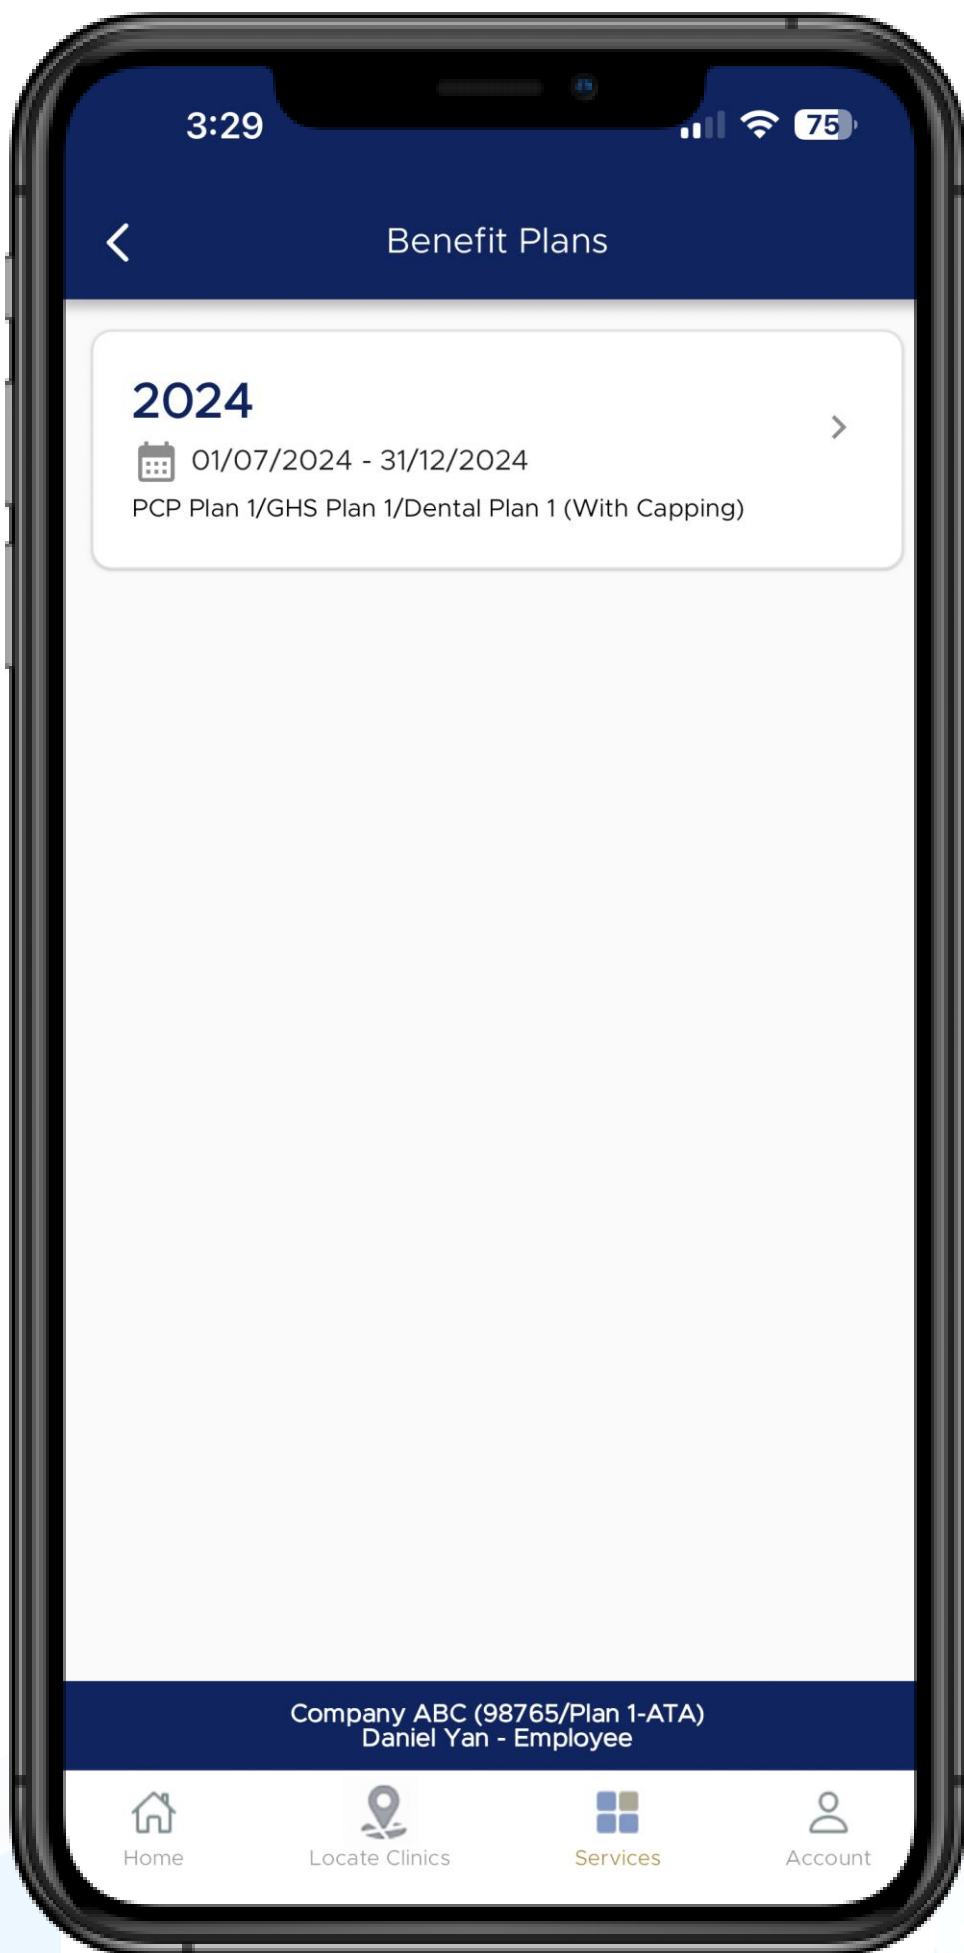 3:29
75
Benefit Plans
2024
01/07/2024 - 31/12/2024
PCP Plan 1/GHS Plan 1/Dental Plan 1 (With Capping)
Company ABC (98765/Plan 1-ATA)
Daniel Yan - Employee
Home
Locate Clinics
Services
Account